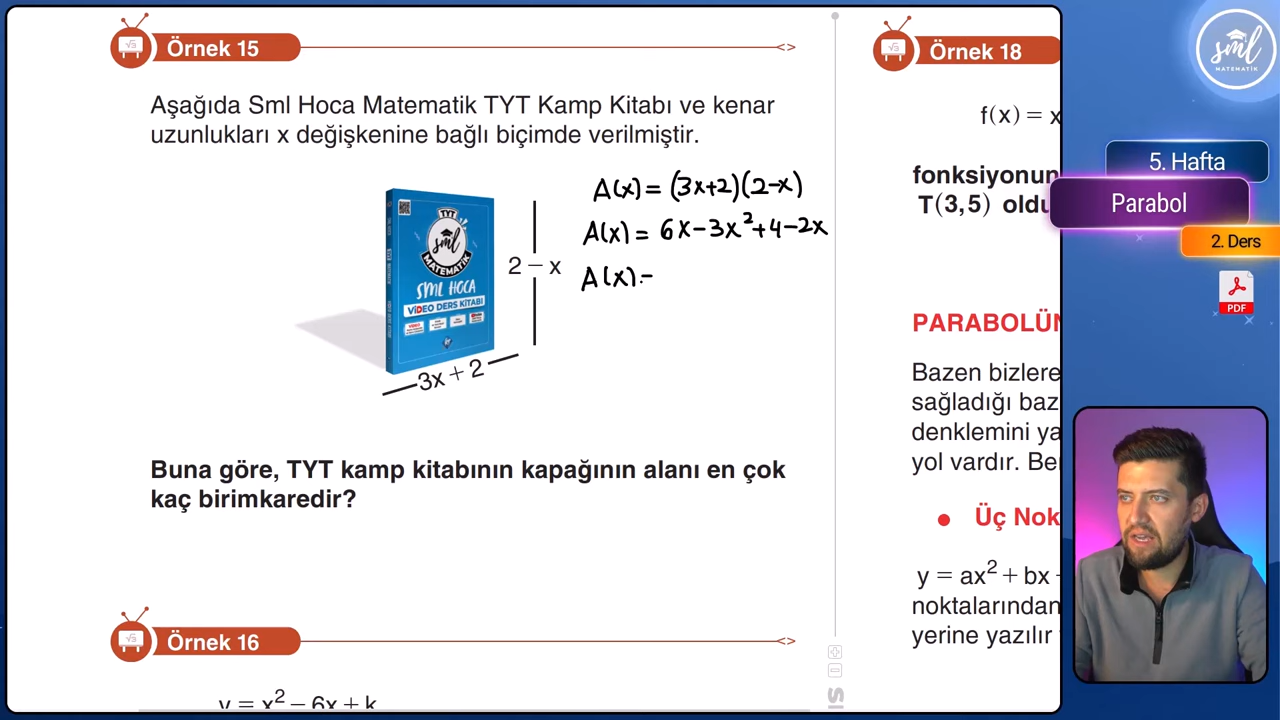 Örnek 15
Aşağıda Sml Hoca Matematik TYT Kamp Kitabı ve kenar
uzunlukları x değişkenine bağlı biçimde verilmiştir.
A(x) = (3x+2)(2-x)
A(x) = 6x-3x²+4-2x
A(x) =
TYT
sml
MATEMATİK
SML HOCA
VİDEO DERS KİTABI
2 − x
3x + 2
Buna göre, TYT kamp kitabının kapağının alanı en çok
kaç birimkaredir?
Örnek 16
y = x² − 6x + k
Örnek 18
f(x) = x
fonksiyonun
T(3,5) oldu
PARABOLÜN
Bazen bizlere
sağladığı baz
denklemini ya
yol vardır. Be
Üç Nok
y = ax² + bx
noktalarından
yerine yazılır
sml
MATEMATİK
5. Hafta
Parabol
2. Ders
PDF